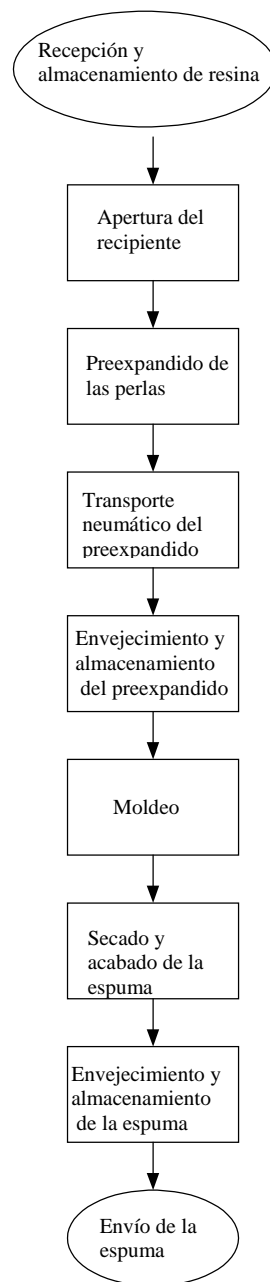 Recepción y
almacenamiento de resina
Apertura del
recipiente
Preexpandido de
las perlas
Transporte
neumático del
preexpandido
Envejecimiento y
almacenamiento
del preexpandido
Moldeo
Secado y
acabado de la
espuma
Envejecimiento y
almacenamiento
de la espuma
Envío de la
espuma